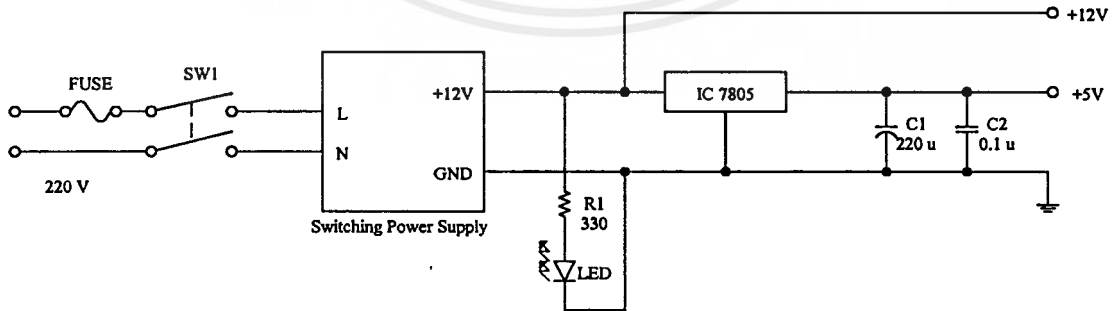 +12V
FUSE
SW1
+12V
IC 7805
+5V
L
C1
220 u
C2
0.1 u
N
GND
220 V
R1
330
Switching Power Supply
LED